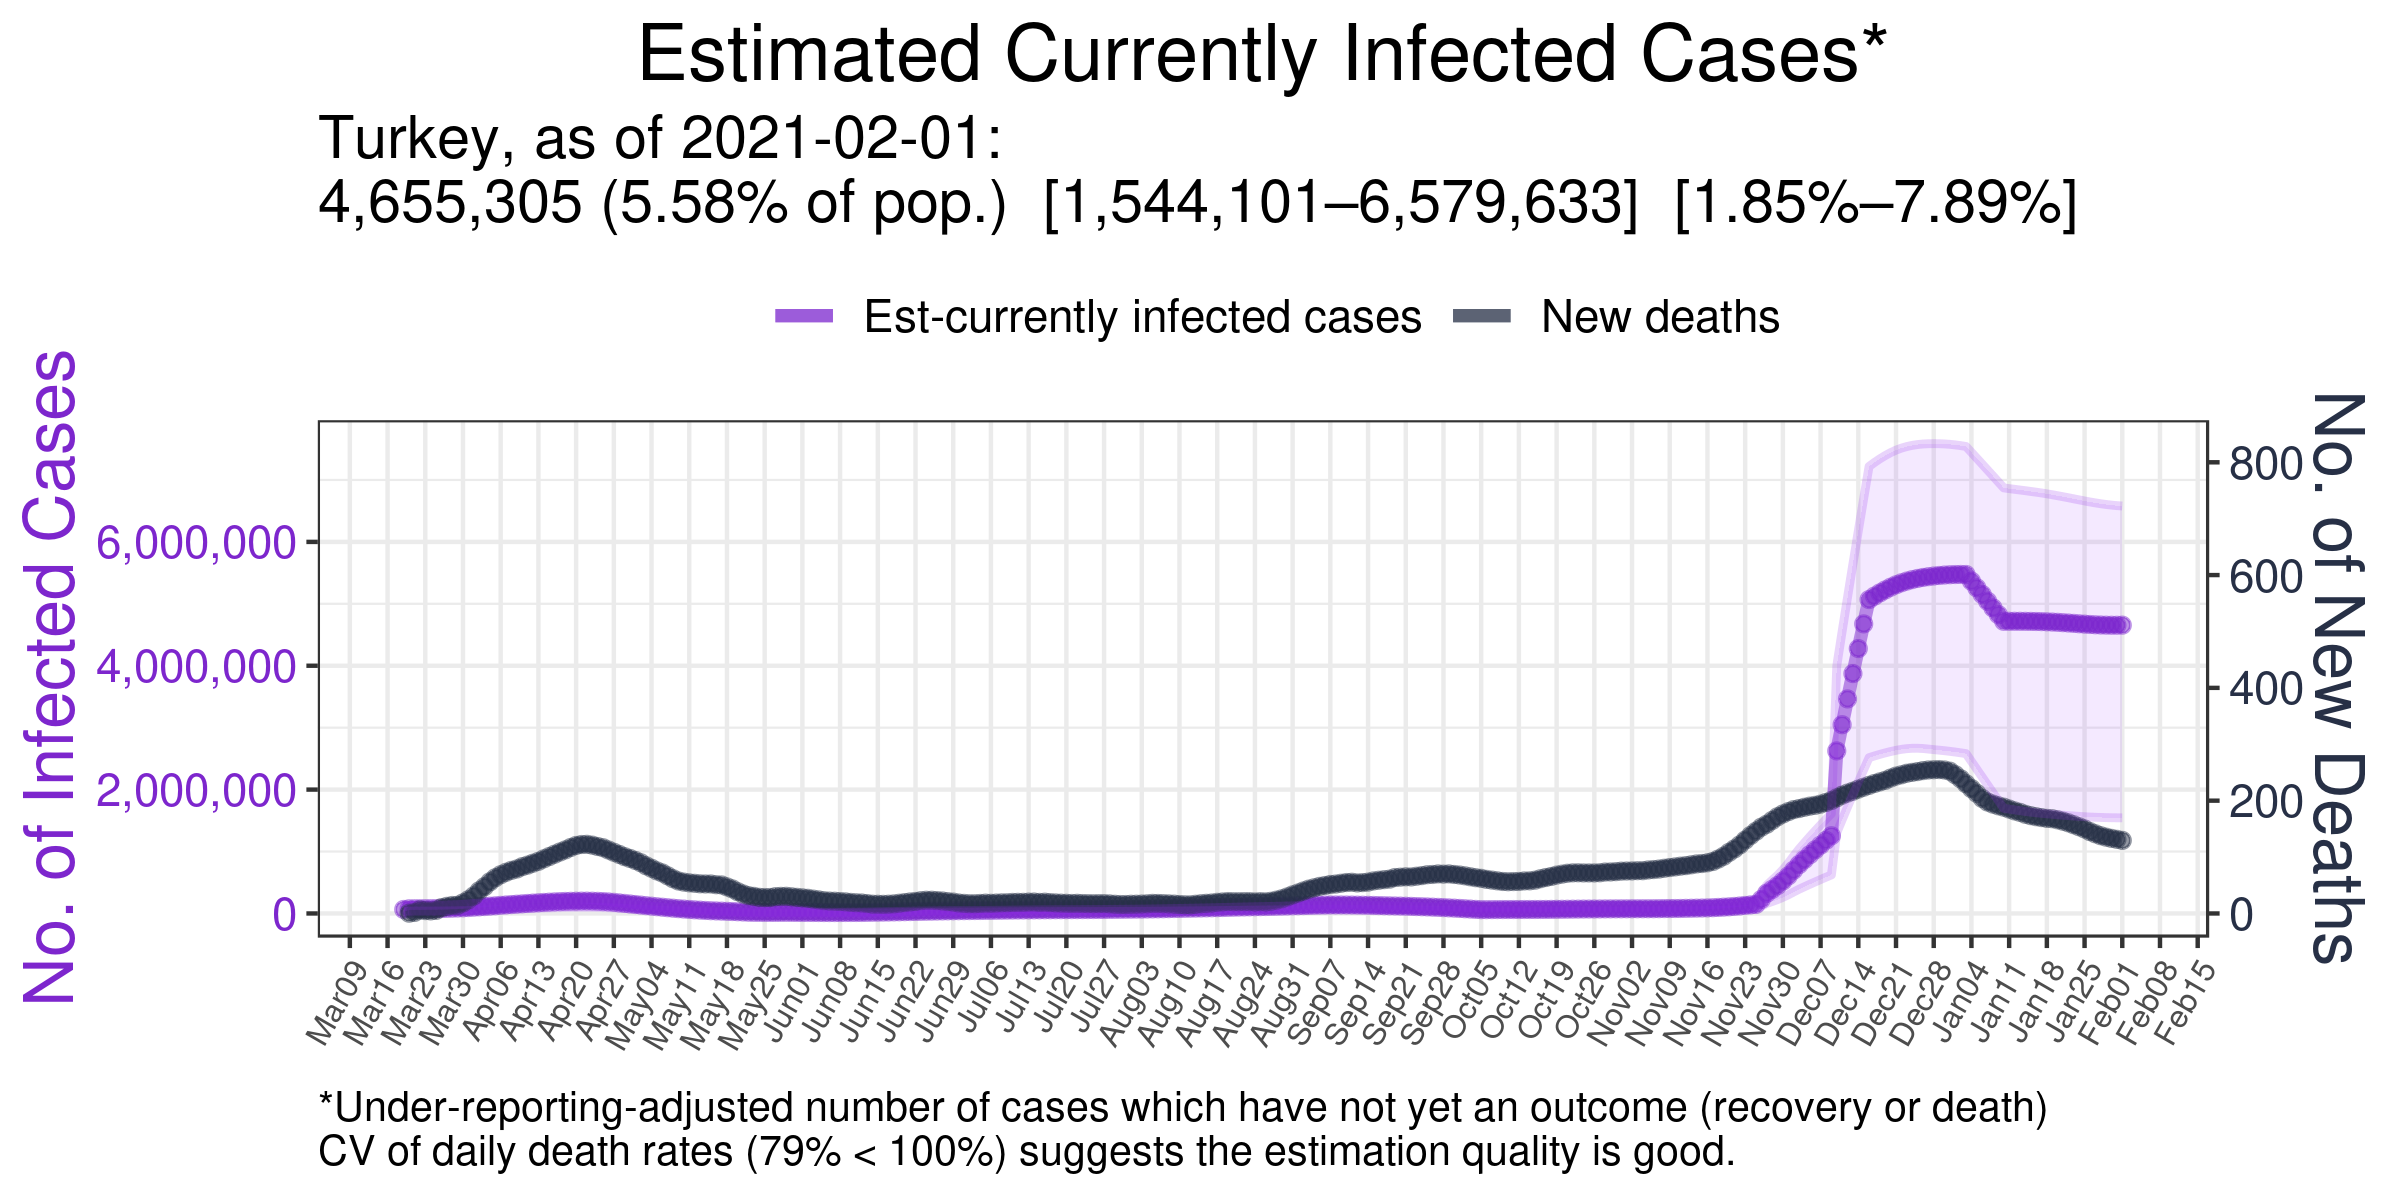 Estimated Currently Infected Cases*
Turkey, as of 2021-02-01:
4,655,305 (5.58% of pop.)  [1,544,101–6,579,633]  [1.85%–7.89%]
Est-currently infected cases
New deaths
No. of Infected Cases
6,000,000
4,000,000
2,000,000
0
800
600
400
200
0
No. of New Deaths
Mar09
Mar16
Mar23
Mar30
Apr06
Apr13
Apr20
Apr27
May04
May11
May18
May25
Jun01
Jun08
Jun15
Jun22
Jun29
Jul06
Jul13
Jul20
Jul27
Aug03
Aug10
Aug17
Aug24
Aug31
Sep07
Sep14
Sep21
Sep28
Oct05
Oct12
Oct19
Oct26
Nov02
Nov09
Nov16
Nov23
Nov30
Dec07
Dec14
Dec21
Dec28
Jan04
Jan11
Jan18
Jan25
Feb01
Feb08
Feb15
*Under-reporting-adjusted number of cases which have not yet an outcome (recovery or death)
CV of daily death rates (79% < 100%) suggests the estimation quality is good.